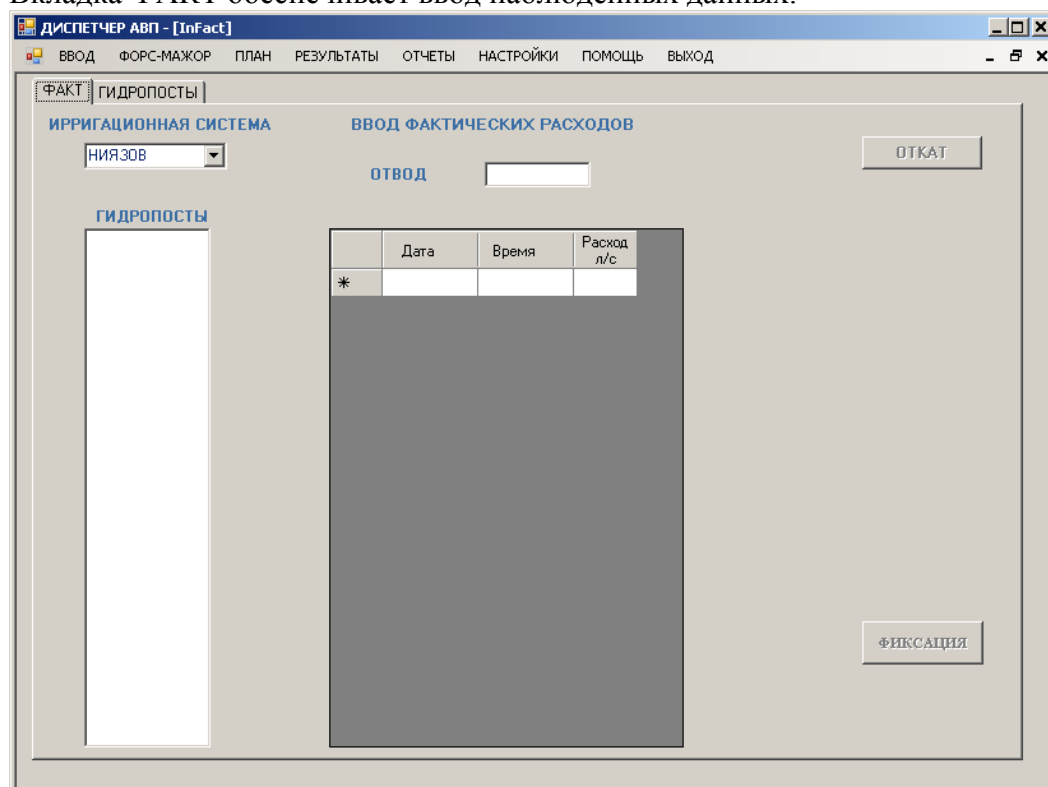 Вкладка ФАКТ обеспечивает ввод наблюденных данных.
ДИСПЕТЧЕР АВП - [InFact]
ВВОД ФОРС-МАЖОР ПЛАН РЕЗУЛЬТАТЫ ОТЧЕТЫ НАСТРОЙКИ ПОМОЩЬ ВЫХОД
ФАКТ ГИДРОПОСТЫ
ИРРИГАЦИОННАЯ СИСТЕМА ВВОД ФАКТИЧЕСКИХ РАСХОДОВ
НИЯЗОВ
ОТКАТ
ОТВОД
ГИДРОПОСТЫ
Дата Время Расход
л/с
ФИКСАЦИЯ